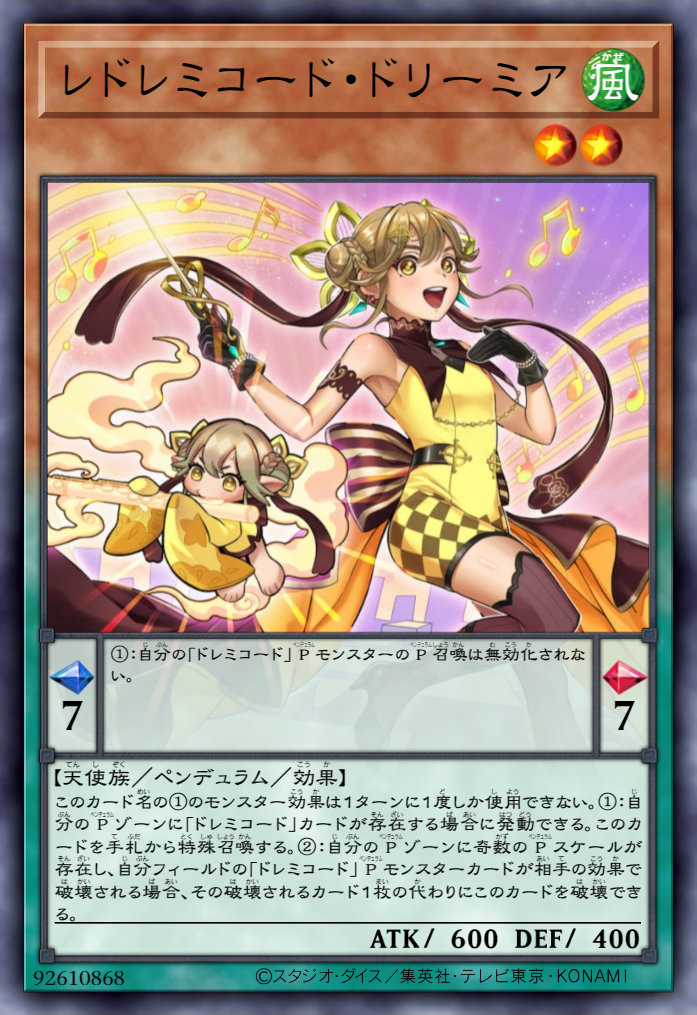 レドレミコード・ドリーミア
風
①：自分の「ドレミコード」Ｐモンスターの Ｐ召喚は無効化されな
い。
7
7
【天使族／ペンデュラム／効果】
このカード名の①のモンスター効果は１ターンに１度しか使用できない。①：自
分のＰゾーンに「ドレミコード」カードが存在する場合に発動できる。このカ
ードを手札から特殊召喚する。②：自分のＰゾーンに奇数のＰスケールが
存在し、自分フィールドの「ドレミコード」Ｐモンスターカードが相手の効果で
破壊される場合、その破壊されるカード１枚の代わりにこのカードを破壊でき
る。
ATK/ 600 DEF/ 400
92610868
©スタジオ・ダイス／集英社・テレビ東京・KONAMI